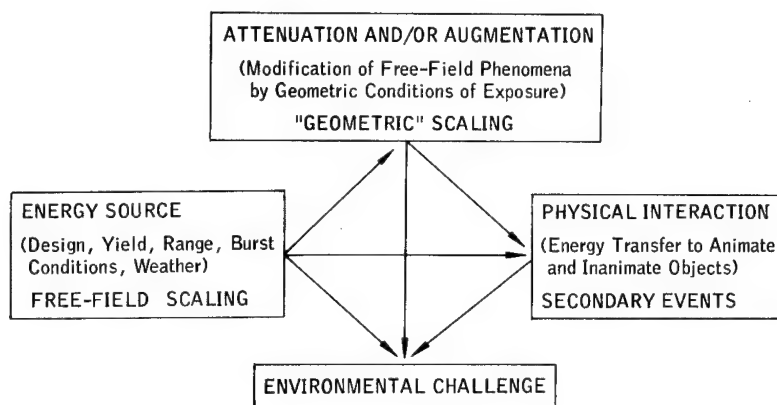 ATTENUATION AND/OR AUGMENTATION
(Modification of Free-Field Phenomena
by Geometric Conditions of Exposure)
"GEOMETRIC" SCALING
ENERGY SOURCE
(Design, Yield, Range, Burst
Conditions, Weather)
FREE-FIELD SCALING
PHYSICAL INTERACTION
(Energy Transfer to Animate
and Inanimate Objects)
SECONDARY EVENTS
ENVIRONMENTAL CHALLENGE